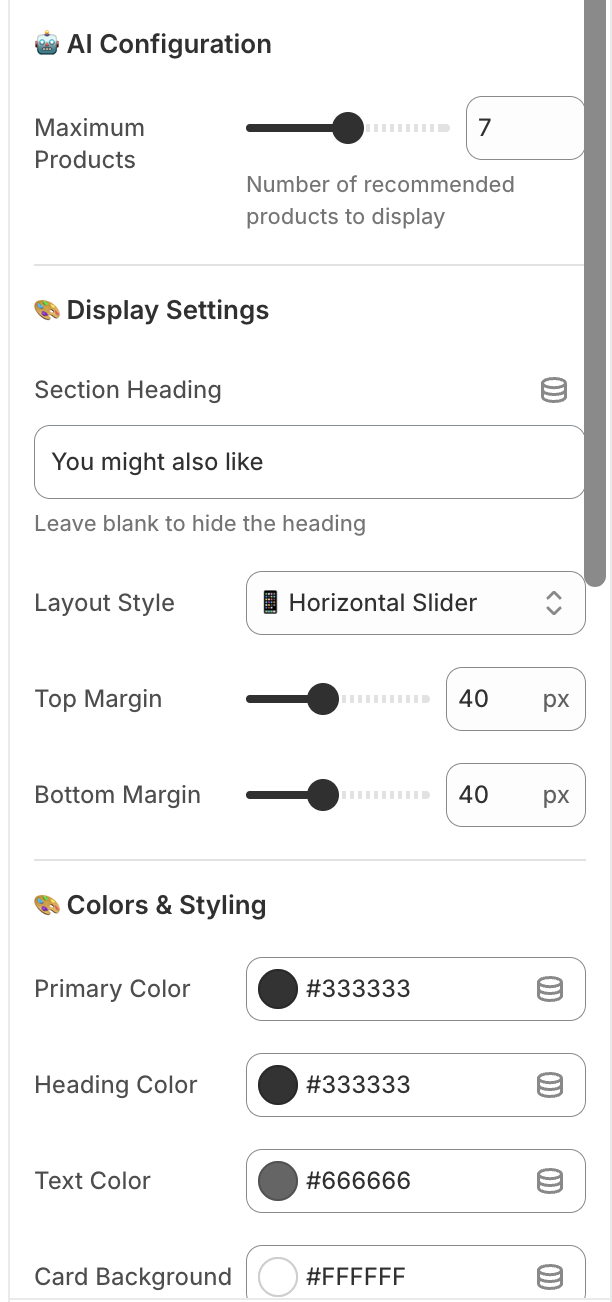 🤖 AI Configuration
Maximum
Products
7
Number of recommended
products to display
🎨 Display Settings
Section Heading
You might also like
Leave blank to hide the heading
Layout Style
📱 Horizontal Slider
Top Margin
40 px
Bottom Margin
40 px
🎨 Colors & Styling
Primary Color
#333333
Heading Color
#333333
Text Color
#666666
Card Background
#FFFFFF